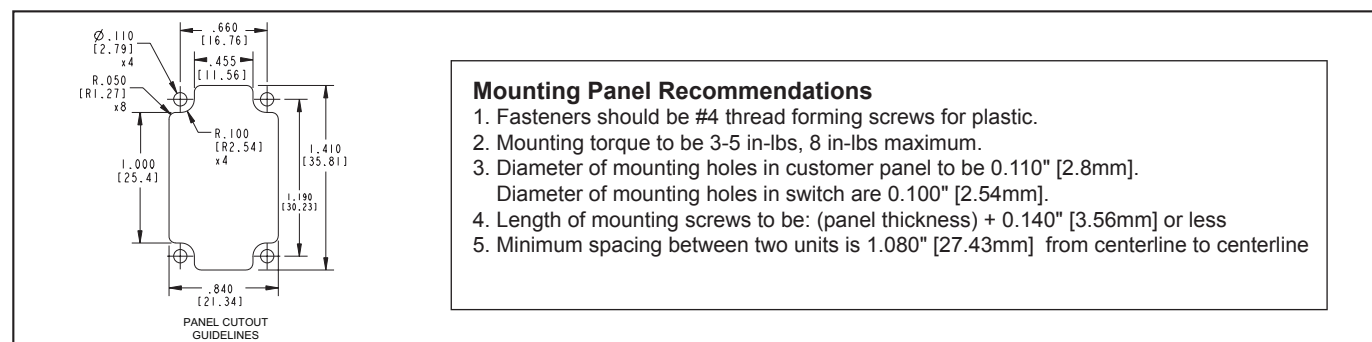 Ø.110
[2.79]
x4
.660
[16.76]
.455
[11.56]
R.050
[R1.27]
x8
R.100
[R2.54]
x4
1.000
[25.4]
1.410
[35.81]
1.190
[30.23]
.840
[21.34]
PANEL CUTOUT
GUIDELINES
Mounting Panel Recommendations
1. Fasteners should be #4 thread forming screws for plastic.
2. Mounting torque to be 3-5 in-lbs, 8 in-lbs maximum.
3. Diameter of mounting holes in customer panel to be 0.110" [2.8mm].
Diameter of mounting holes in switch are 0.100" [2.54mm].
4. Length of mounting screws to be: (panel thickness) + 0.140" [3.56mm] or less
5. Minimum spacing between two units is 1.080" [27.43mm] from centerline to centerline